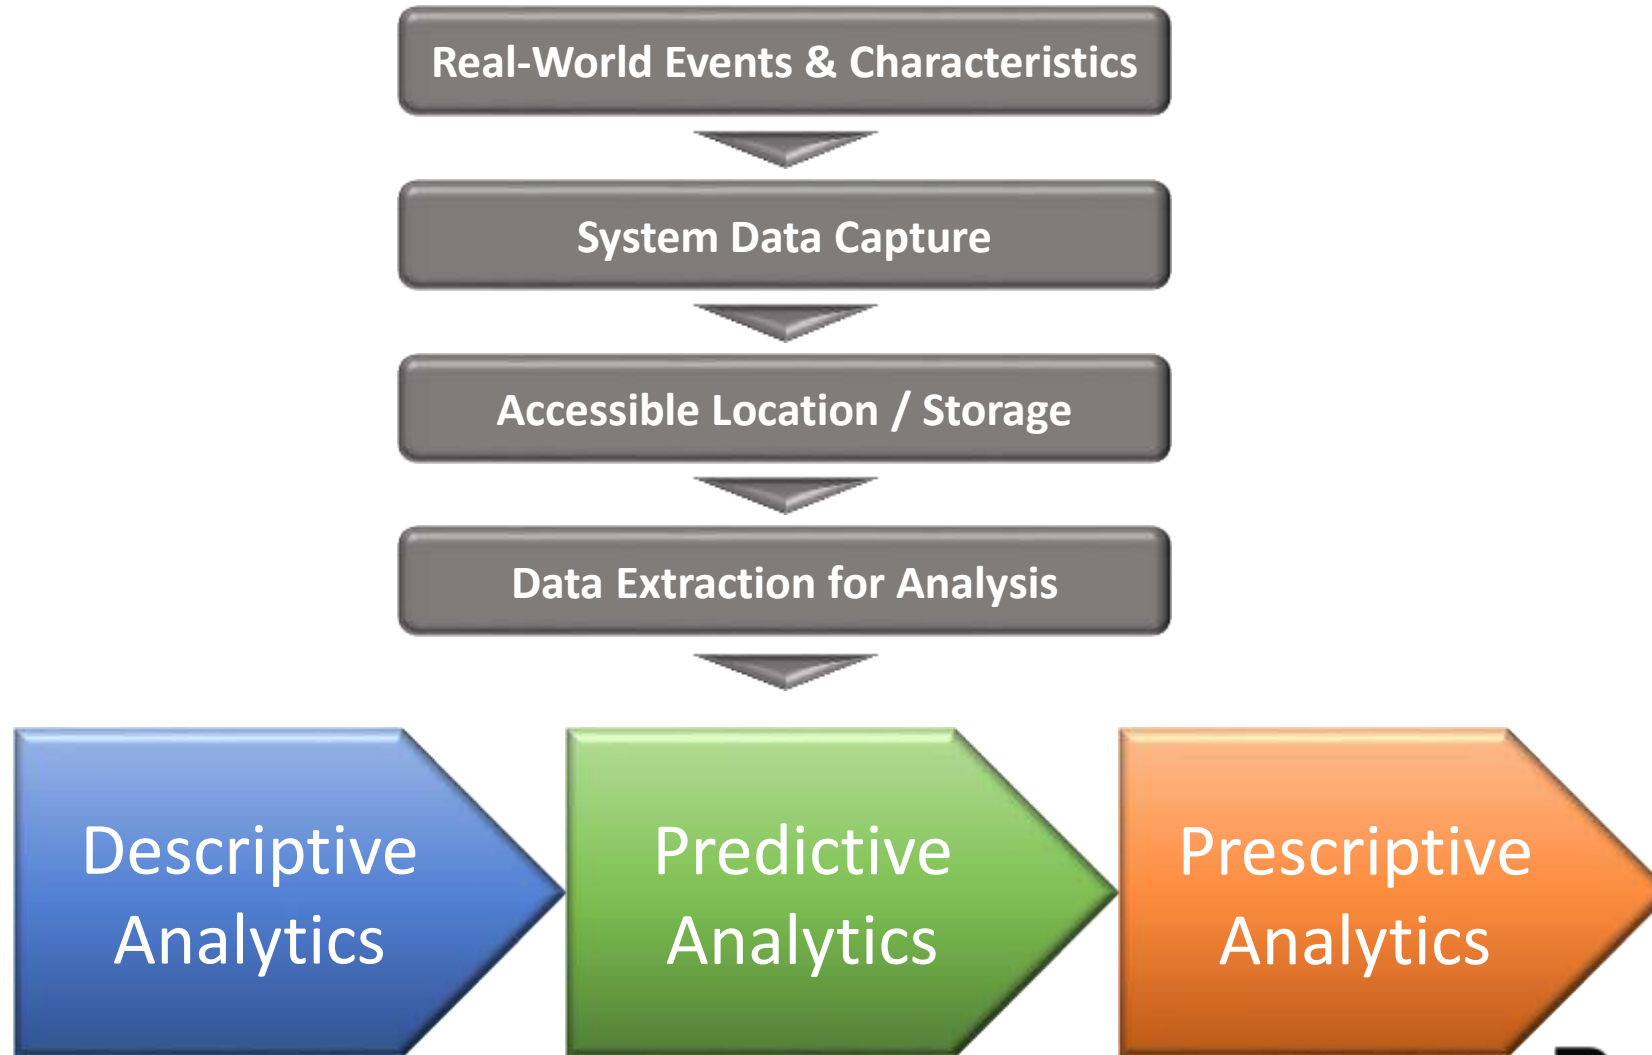 Real-World Events & Characteristics
System Data Capture
Accessible Location / Storage
Data Extraction for Analysis
Descriptive
Analytics
Predictive
Analytics
Prescriptive
Analytics